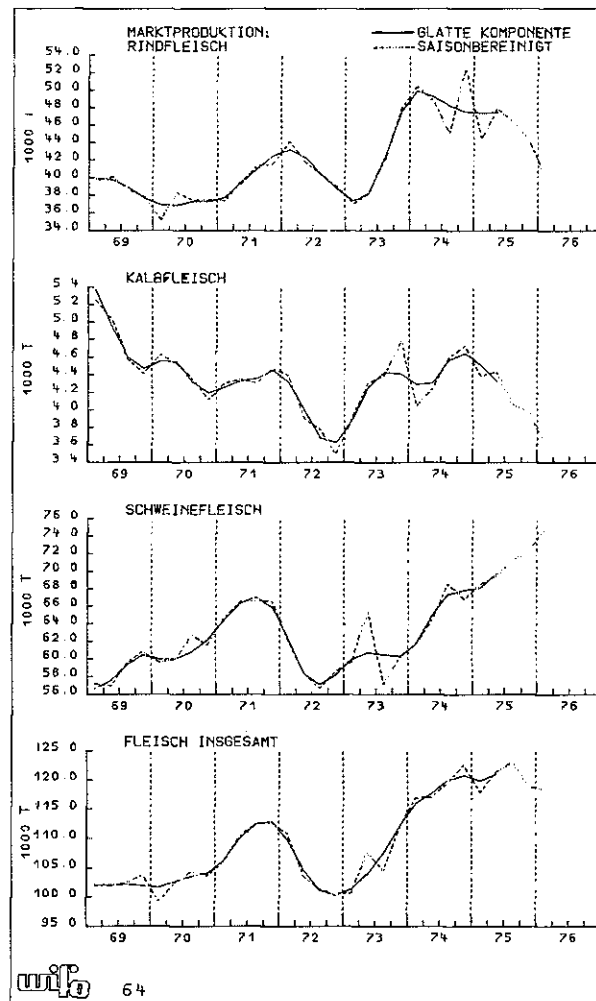 MARKTPRODUKTION:
RINDFLEISCH
GLATTE KOMPONENTE
SAISONBEREINIGT
54.0
52 0
50 0
48 0
46 0
44 0
42 0
40 0
38.0
36.0
34 0
1000 T
69 70 71 72 73 74 75 76
KALBFLEISCH
5 4
5 2
5 0
4 8
4.6
4.4
4.2
4 0
3 8
3 6
3 4
1000 T
69 70 71 72 73 74 75 76
SCHWEINEFLEISCH
76 0
74 0
72 0
70 0
68 0
66 0
64 0
62 0
60 0
58 0
56 0
1000 T
69 70 71 72 73 74 75 76
FLEISCH INSGESAMT
125 0
120 0
115 0
110 0
105 0
100 0
95 0
1000 T
69 70 71 72 73 74 75 76
wifo 64